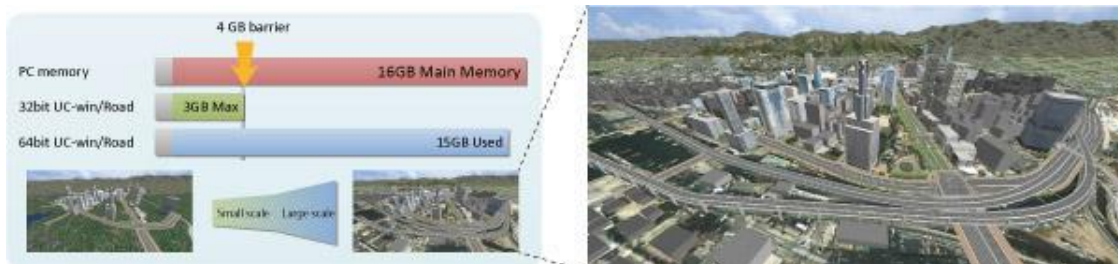 4 GB barrier
PC memory
16GB Main Memory
32bit UC-win/Road
3GB Max
64bit UC-win/Road
15GB Used
Small scale
Large scale